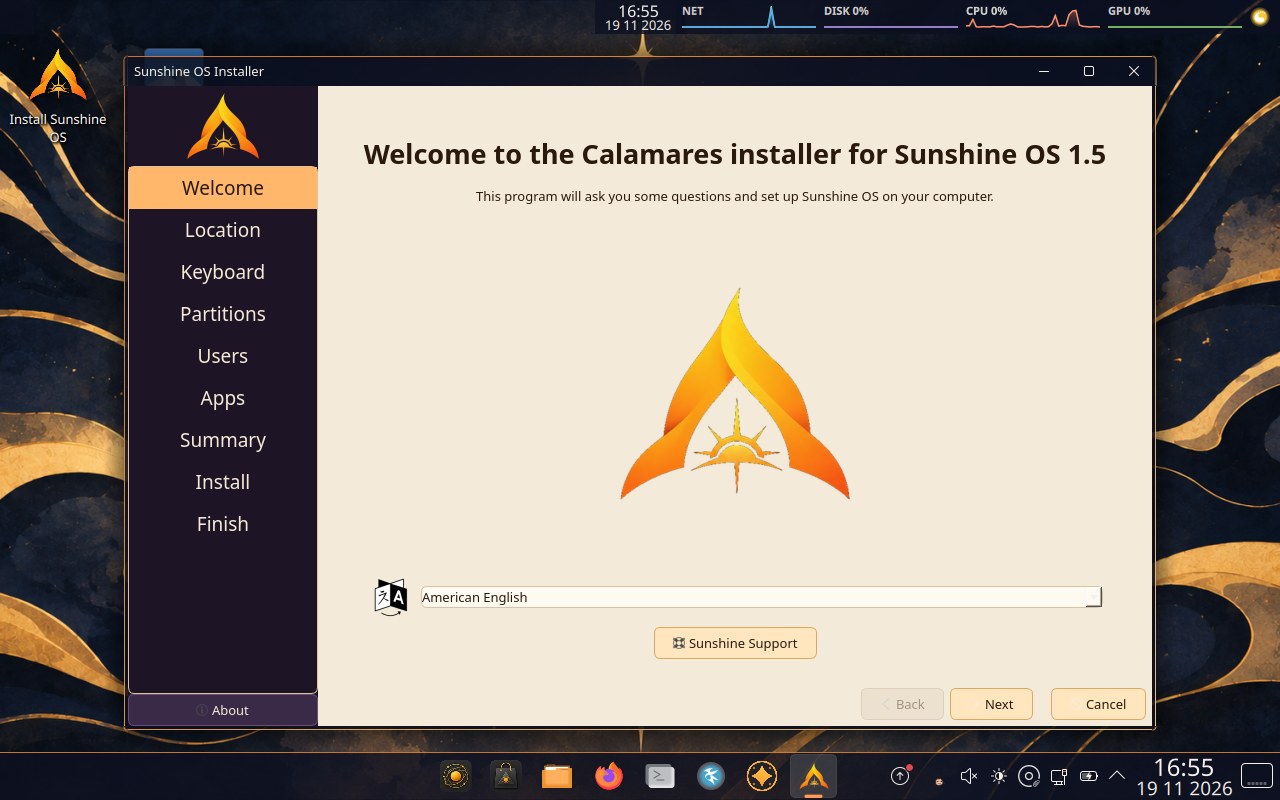 16:55
19 11 2026
NET
DISK 0%
CPU 0%
GPU 0%
Install Sunshine
OS
Sunshine OS Installer
Welcome
Location
Keyboard
Partitions
Users
Apps
Summary
Install
Finish
About
Welcome to the Calamares installer for Sunshine OS 1.5
This program will ask you some questions and set up Sunshine OS on your computer.
American English
Sunshine Support
Back
Next
Cancel
16:55
19 11 2026